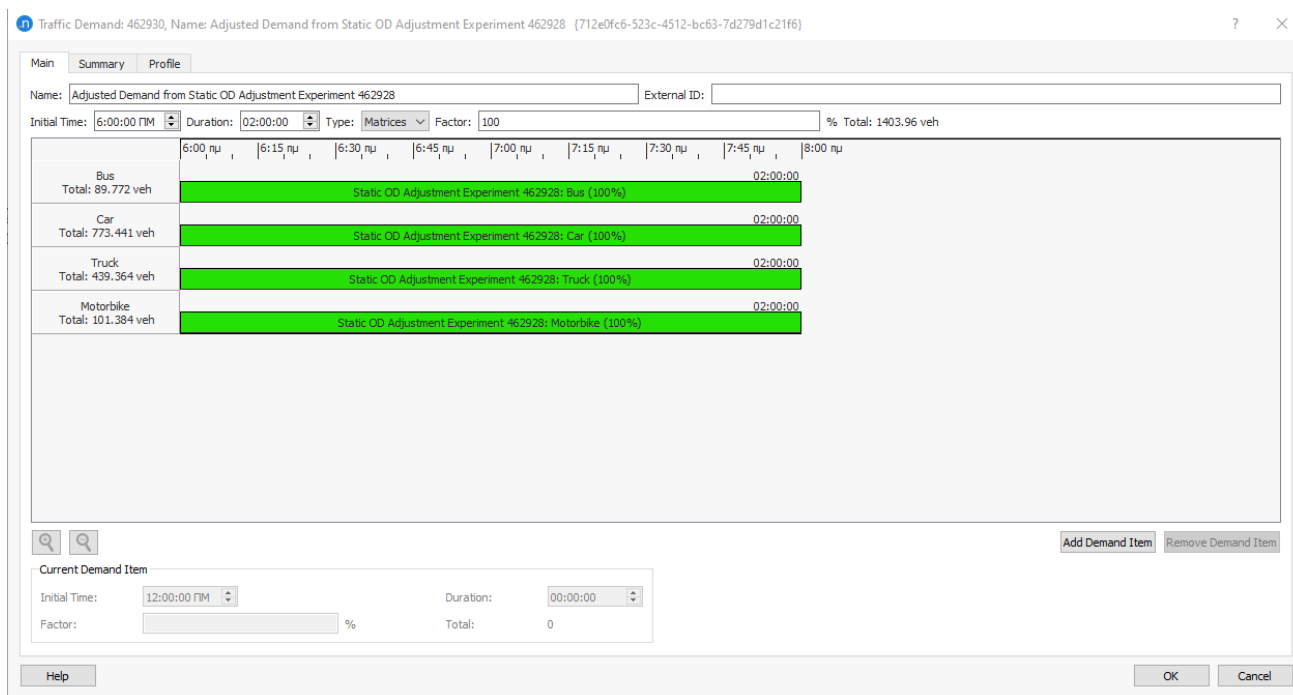 Traffic Demand: 462930, Name: Adjusted Demand from Static OD Adjustment Experiment 462928 {712e0fc6-523c-4512-bc63-7d279d1c21f6}
Main Summary Profile
Name: Adjusted Demand from Static OD Adjustment Experiment 462928 External ID:
Initial Time: 6:00:00 ΠΜ Duration: 02:00:00 Type: Matrices Factor: 100 % Total: 1403.96 veh
6:00 πμ 6:15 πμ 6:30 πμ 6:45 πμ 7:00 πμ 7:15 πμ 7:30 πμ 7:45 πμ 8:00 πμ
Bus
Total: 89.772 veh
02:00:00
Static OD Adjustment Experiment 462928: Bus (100%)
Car
Total: 773.441 veh
02:00:00
Static OD Adjustment Experiment 462928: Car (100%)
Truck
Total: 439.364 veh
02:00:00
Static OD Adjustment Experiment 462928: Truck (100%)
Motorbike
Total: 101.384 veh
02:00:00
Static OD Adjustment Experiment 462928: Motorbike (100%)
Add Demand Item Remove Demand Item
Current Demand Item
Initial Time: 12:00:00 ΠΜ Duration: 00:00:00
Factor: % Total: 0
Help OK Cancel